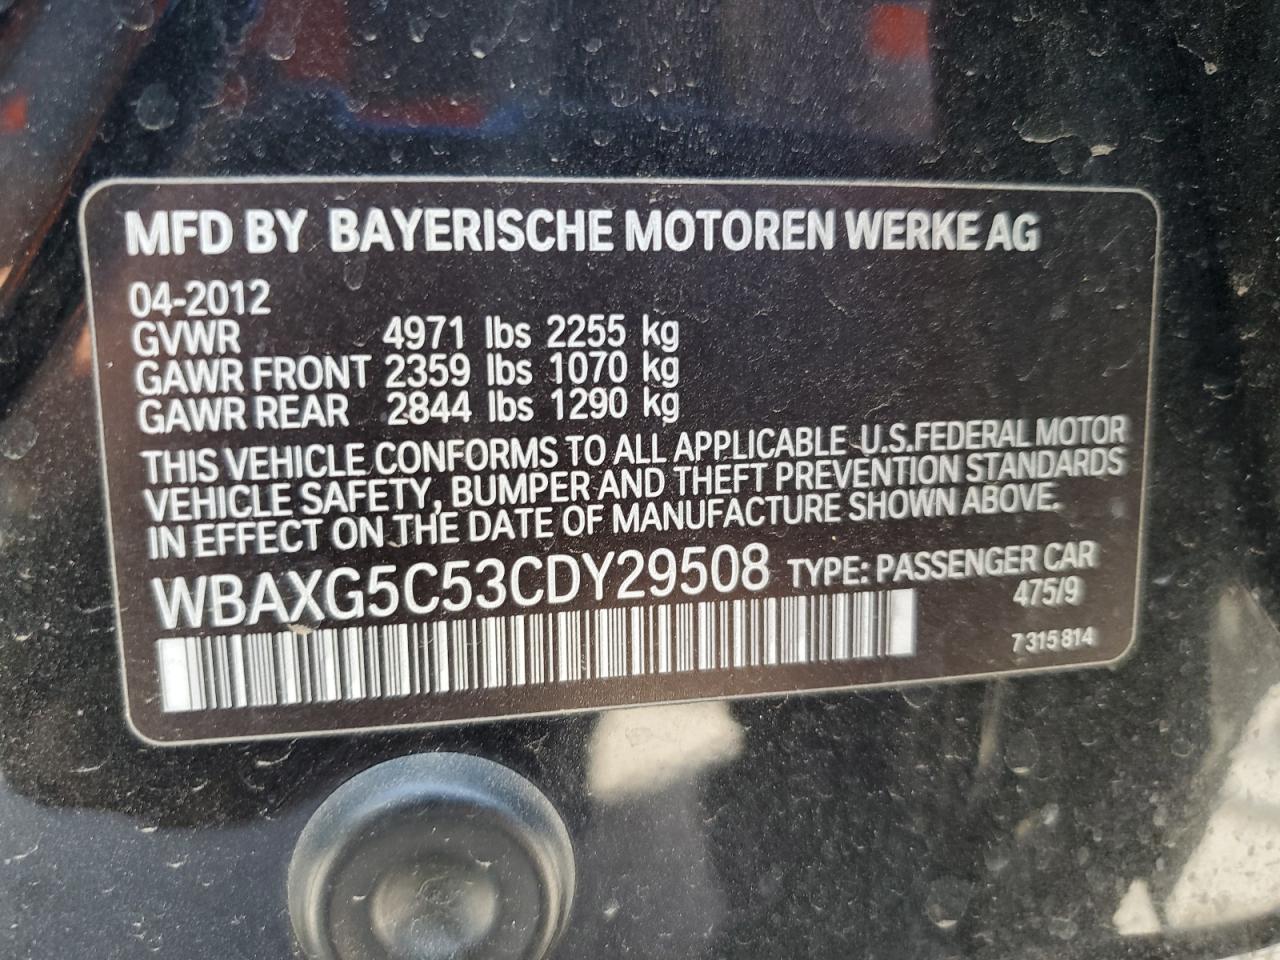 MFD BY BAYERISCHE MOTOREN WERKE AG
04-2012
GVWR 4971 lbs 2255 kg
GAWR FRONT 2359 lbs 1070 kg
GAWR REAR 2844 lbs 1290 kg
THIS VEHICLE CONFORMS TO ALL APPLICABLE U.S.FEDERAL MOTOR
VEHICLE SAFETY, BUMPER AND THEFT PREVENTION STANDARDS
IN EFFECT ON THE DATE OF MANUFACTURE SHOWN ABOVE.
WBAXG5C53CDY29508 TYPE: PASSENGER CAR
475/9
7 315 814